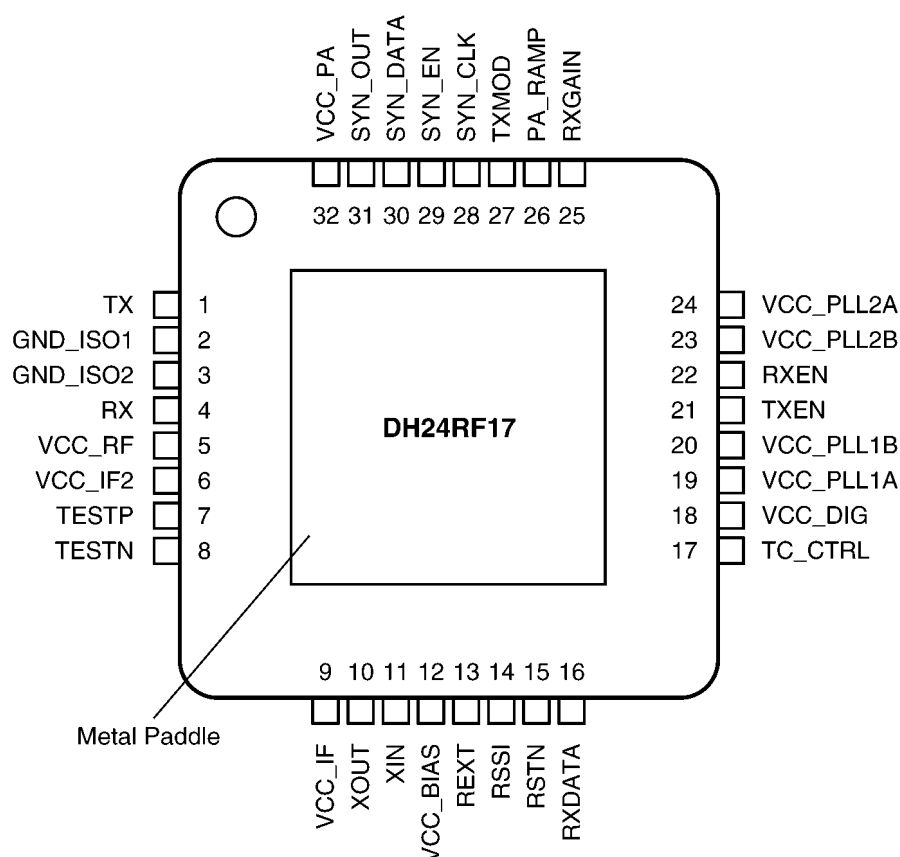 VCC_PA
SYN_OUT
SYN_DATA
SYN_EN
SYN_CLK
TXMOD
PA_RAMP
RXGAIN
32 31 30 29 28 27 26 25
TX 1
GND_ISO1 2
GND_ISO2 3
RX 4
VCC_RF 5
VCC_IF2 6
TESTP 7
TESTN 8
DH24RF17
24 VCC_PLL2A
23 VCC_PLL2B
22 RXEN
21 TXEN
20 VCC_PLL1B
19 VCC_PLL1A
18 VCC_DIG
17 TC_CTRL
9 10 11 12 13 14 15 16
Metal Paddle
VCC_IF
XOUT
XIN
VCC_BIAS
REXT
RSSI
RSTN
RXDATA